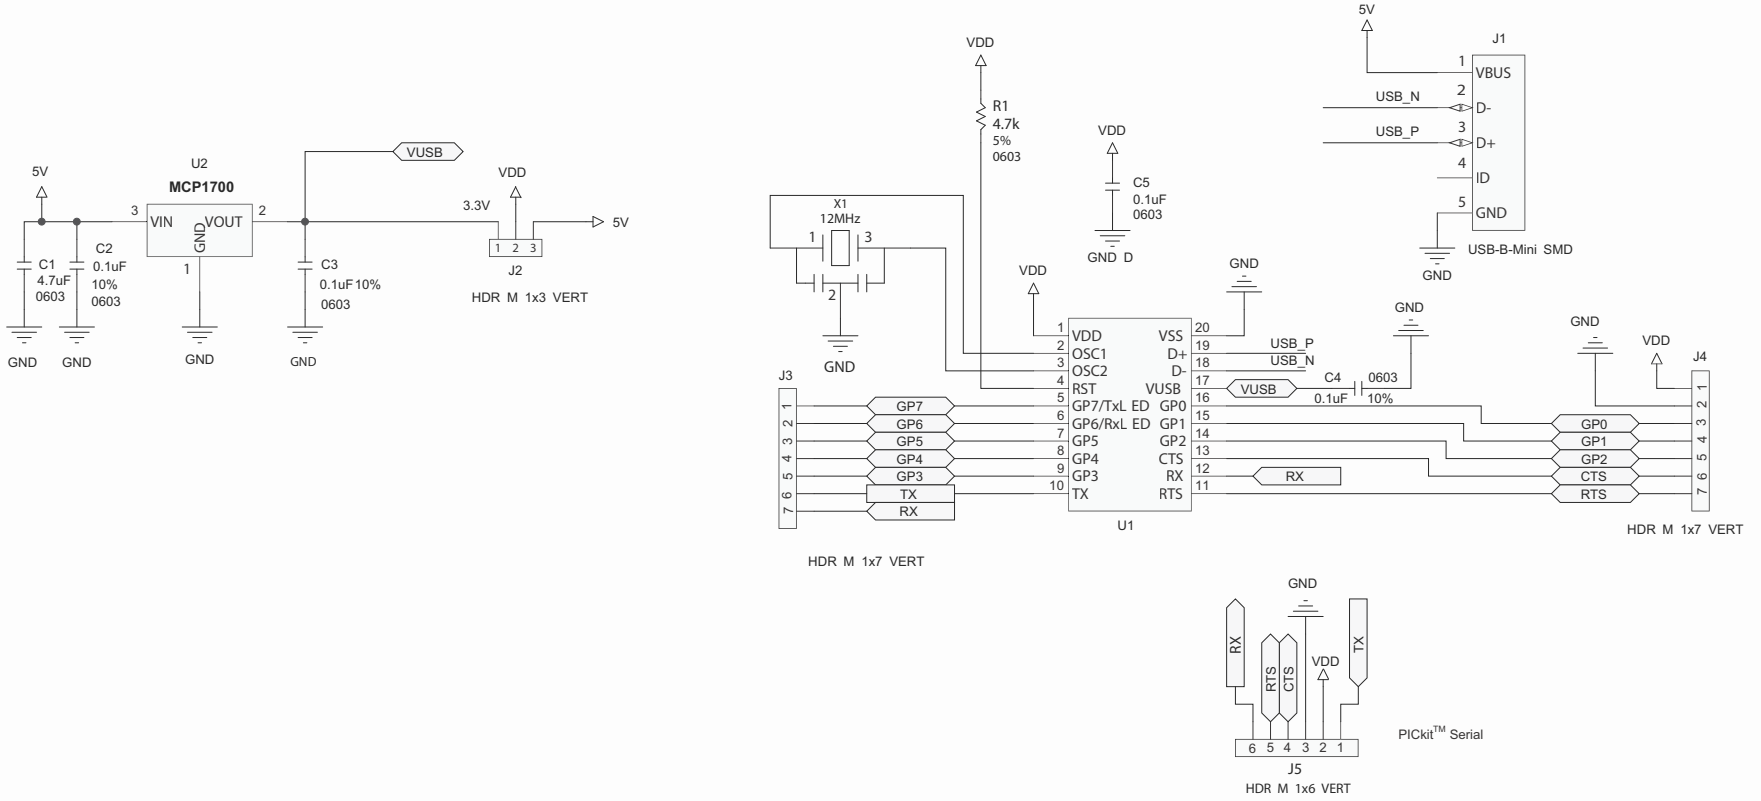 5V
U2
MCP1700
3
VIN
VOUT
2
GND
1
VUSB
3.3V
VDD
5V
1 2 3
J2
HDR M 1x3 VERT
C1
4.7uF
0603
C2
0.1uF
10%
0603
C3
0.1uF 10%
0603
GND
GND
GND
GND
VDD
R1
4.7k
5%
0603
X1
12MHz
1
3
2
GND
VDD
C5
0.1uF
0603
GND D
5V
J1
1
VBUS
USB_N
2
D-
USB_P
3
D+
4
ID
5
GND
GND
USB-B-Mini SMD
VDD
GND
1
VDD
VSS
20
2
OSC1
D+
19
USB_P
3
OSC2
D-
18
USB_N
4
RST
VUSB
17
VUSB
C4
0603
0.1uF
10%
GND
5
GP7/TxL ED
GP0
16
6
GP6/RxL ED
GP1
15
7
GP5
GP2
14
8
GP4
CTS
13
9
GP3
RX
12
RX
10
TX
RTS
11
U1
J3
1
GP7
2
GP6
3
GP5
4
GP4
5
GP3
6
TX
7
RX
HDR M 1x7 VERT
GND
VDD
J4
1
2
GP0
3
GP1
4
GP2
5
CTS
6
RTS
7
HDR M 1x7 VERT
GND
RX
RTS
CTS
VDD
TX
6 5 4 3 2 1
J5
HDR M 1x6 VERT
PICkit™ Serial